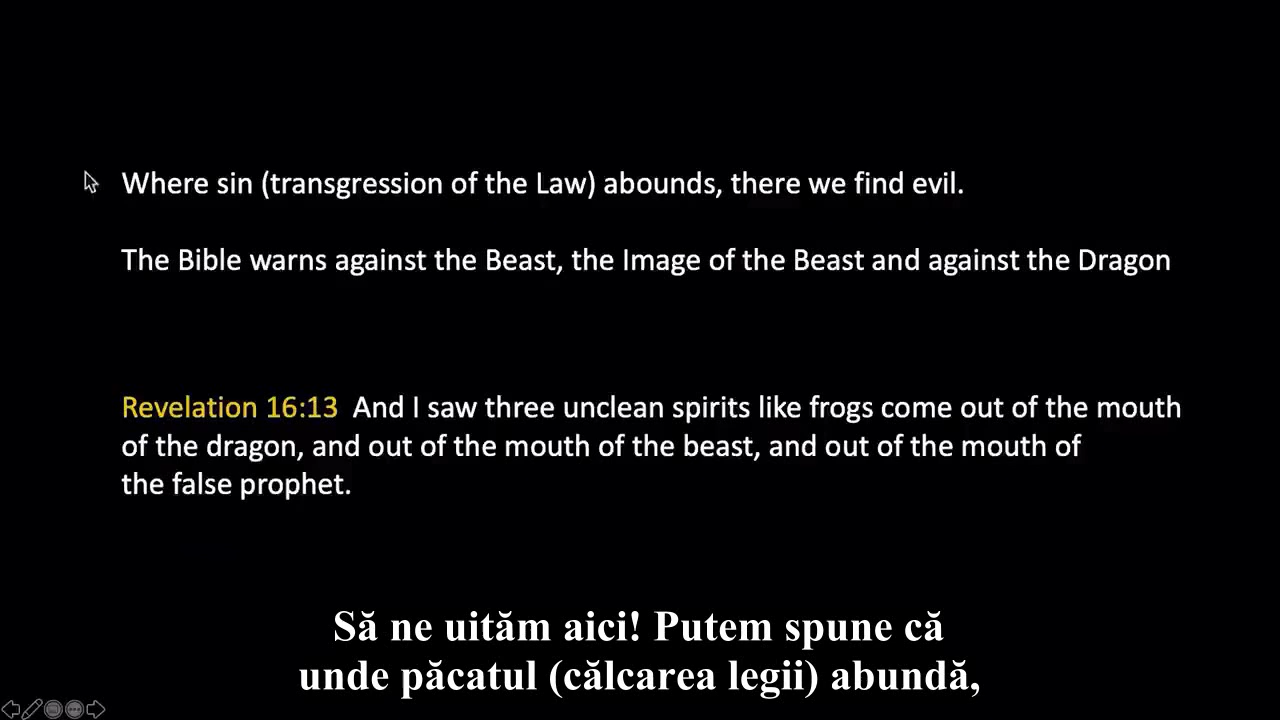 Where sin (transgression of the Law) abounds, there we find evil.
The Bible warns against the Beast, the Image of the Beast and against the Dragon
Revelation 16:13 And I saw three unclean spirits like frogs come out of the mouth
of the dragon, and out of the mouth of the beast, and out of the mouth of
the false prophet.
Să ne uităm aici! Putem spune că
unde păcatul (călcarea legii) abundă,